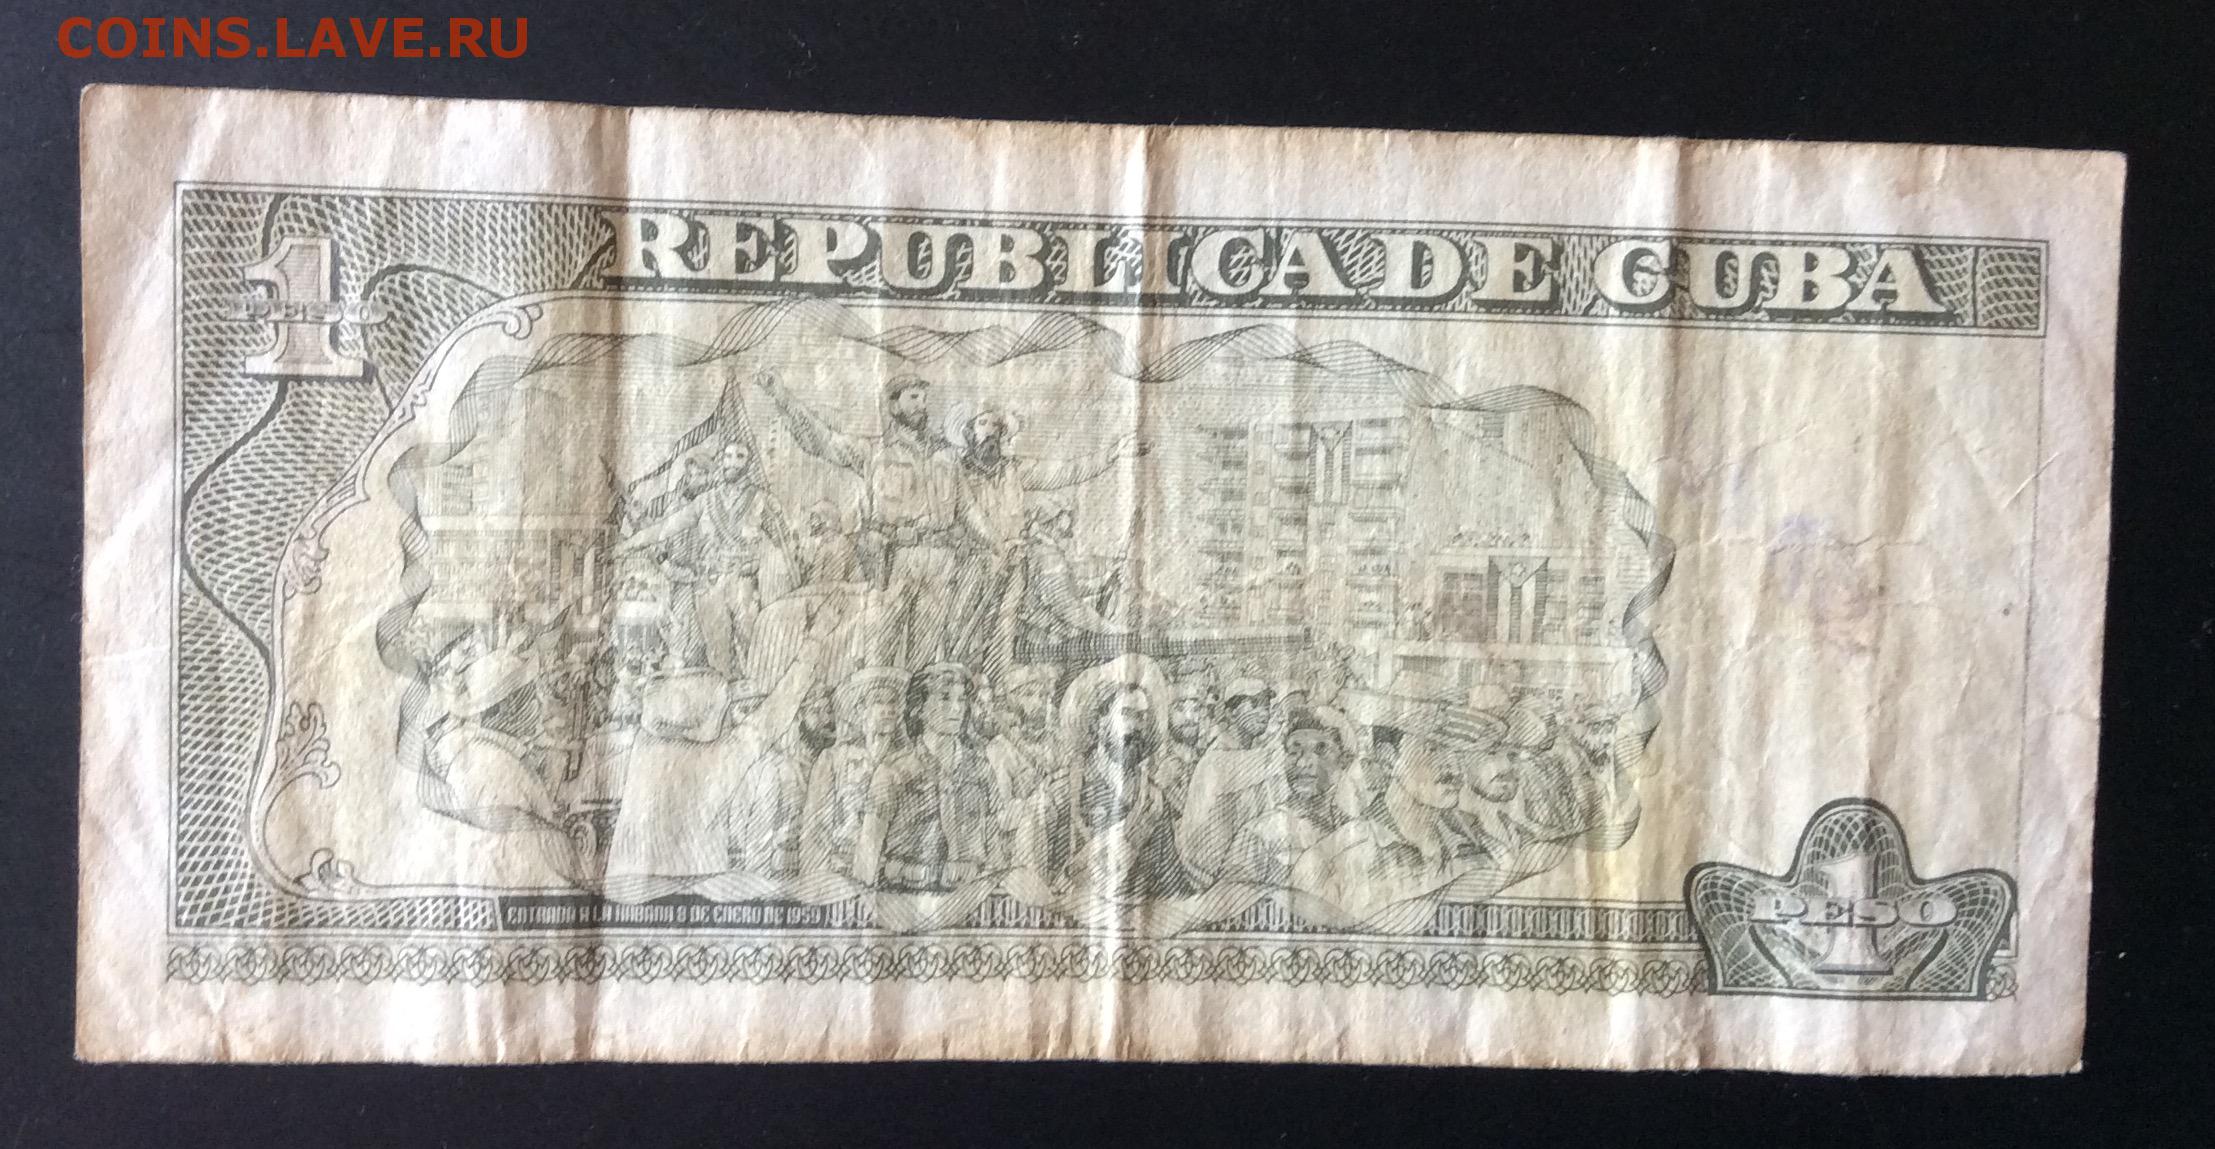 COINS.LAVE.RU
REPUBLICA DE CUBA
1
PESO
ENTRADA A LA HABANA 8 DE ENERO DE 1959
1
PESO